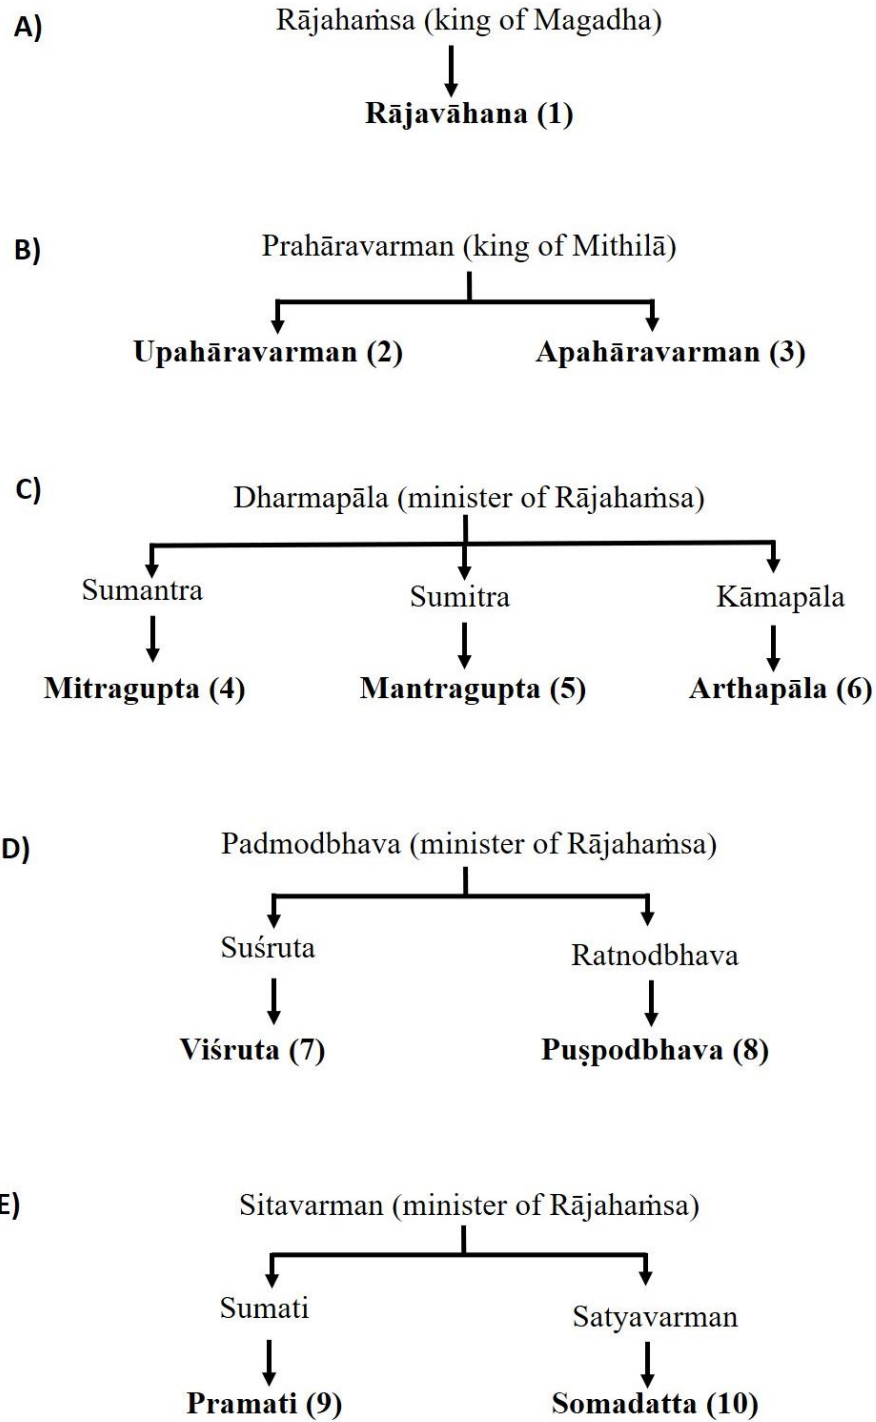 A) Rājahaṁsa (king of Magadha)
Rājavāhana (1)
B) Prahāravarman (king of Mithilā)
Upahāravarman (2) Apahāravarman (3)
C) Dharmapāla (minister of Rājahaṁsa)
Sumantra Sumitra Kāmapāla
Mitragupta (4) Mantragupta (5) Arthapāla (6)
D) Padmodbhava (minister of Rājahaṁsa)
Suśruta Ratnodbhava
Viśruta (7) Puṣpodbhava (8)
E) Sitavarman (minister of Rājahaṁsa)
Sumati Satyavarman
Pramati (9) Somadatta (10)